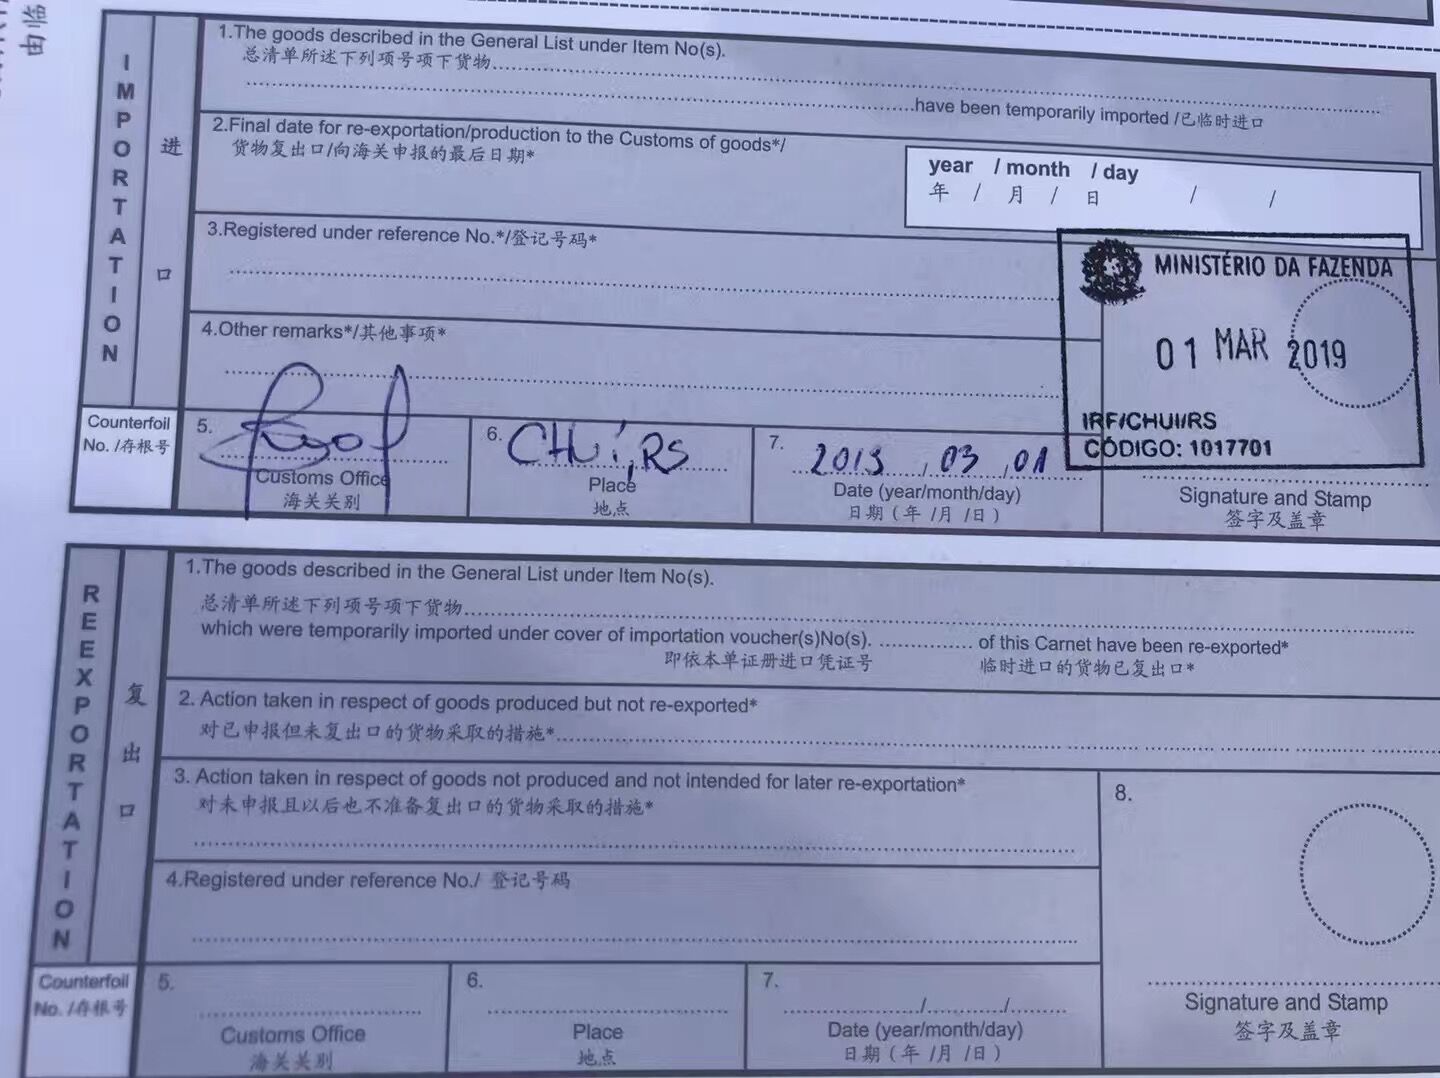 由临
IMPORTATION
进口
1.The goods described in the General List under Item No(s).
总清单所述下列项号项下货物
have been temporarily imported /已临时进口
2.Final date for re-exportation/production to the Customs of goods*/
货物复出口/向海关申报的最后日期*
year / month / day
年 / 月 / 日 / /
3.Registered under reference No.*/登记号码*
MINISTÉRIO DA FAZENDA
01 MAR 2019
IRF/CHUI/RS
CÓDIGO: 1017701
4.Other remarks*/其他事项*
Counterfoil
No. /存根号
5.
Customs Office
海关关别
6. CHUÍ, RS
Place
地点
7. 2019 , 03 , 01
Date (year/month/day)
日期 ( 年 /月 /日 )
Signature and Stamp
签字及盖章
REEXPORTATION
复出口
1.The goods described in the General List under Item No(s).
总清单所述下列项号项下货物
which were temporarily imported under cover of importation voucher(s)No(s). of this Carnet have been re-exported*
即依本单证册进口凭证号 临时进口的货物已复出口*
2. Action taken in respect of goods produced but not re-exported*
对已申报但未复出口的货物采取的措施*
3. Action taken in respect of goods not produced and not intended for later re-exportation*
对未申报且以后也不准备复出口的货物采取的措施*
4.Registered under reference No./ 登记号码
Counterfoil
No. /存根号
5.
Customs Office
海关关别
6.
Place
地点
7. / /
Date (year/month/day)
日期 ( 年 /月 /日 )
8.
Signature and Stamp
签字及盖章